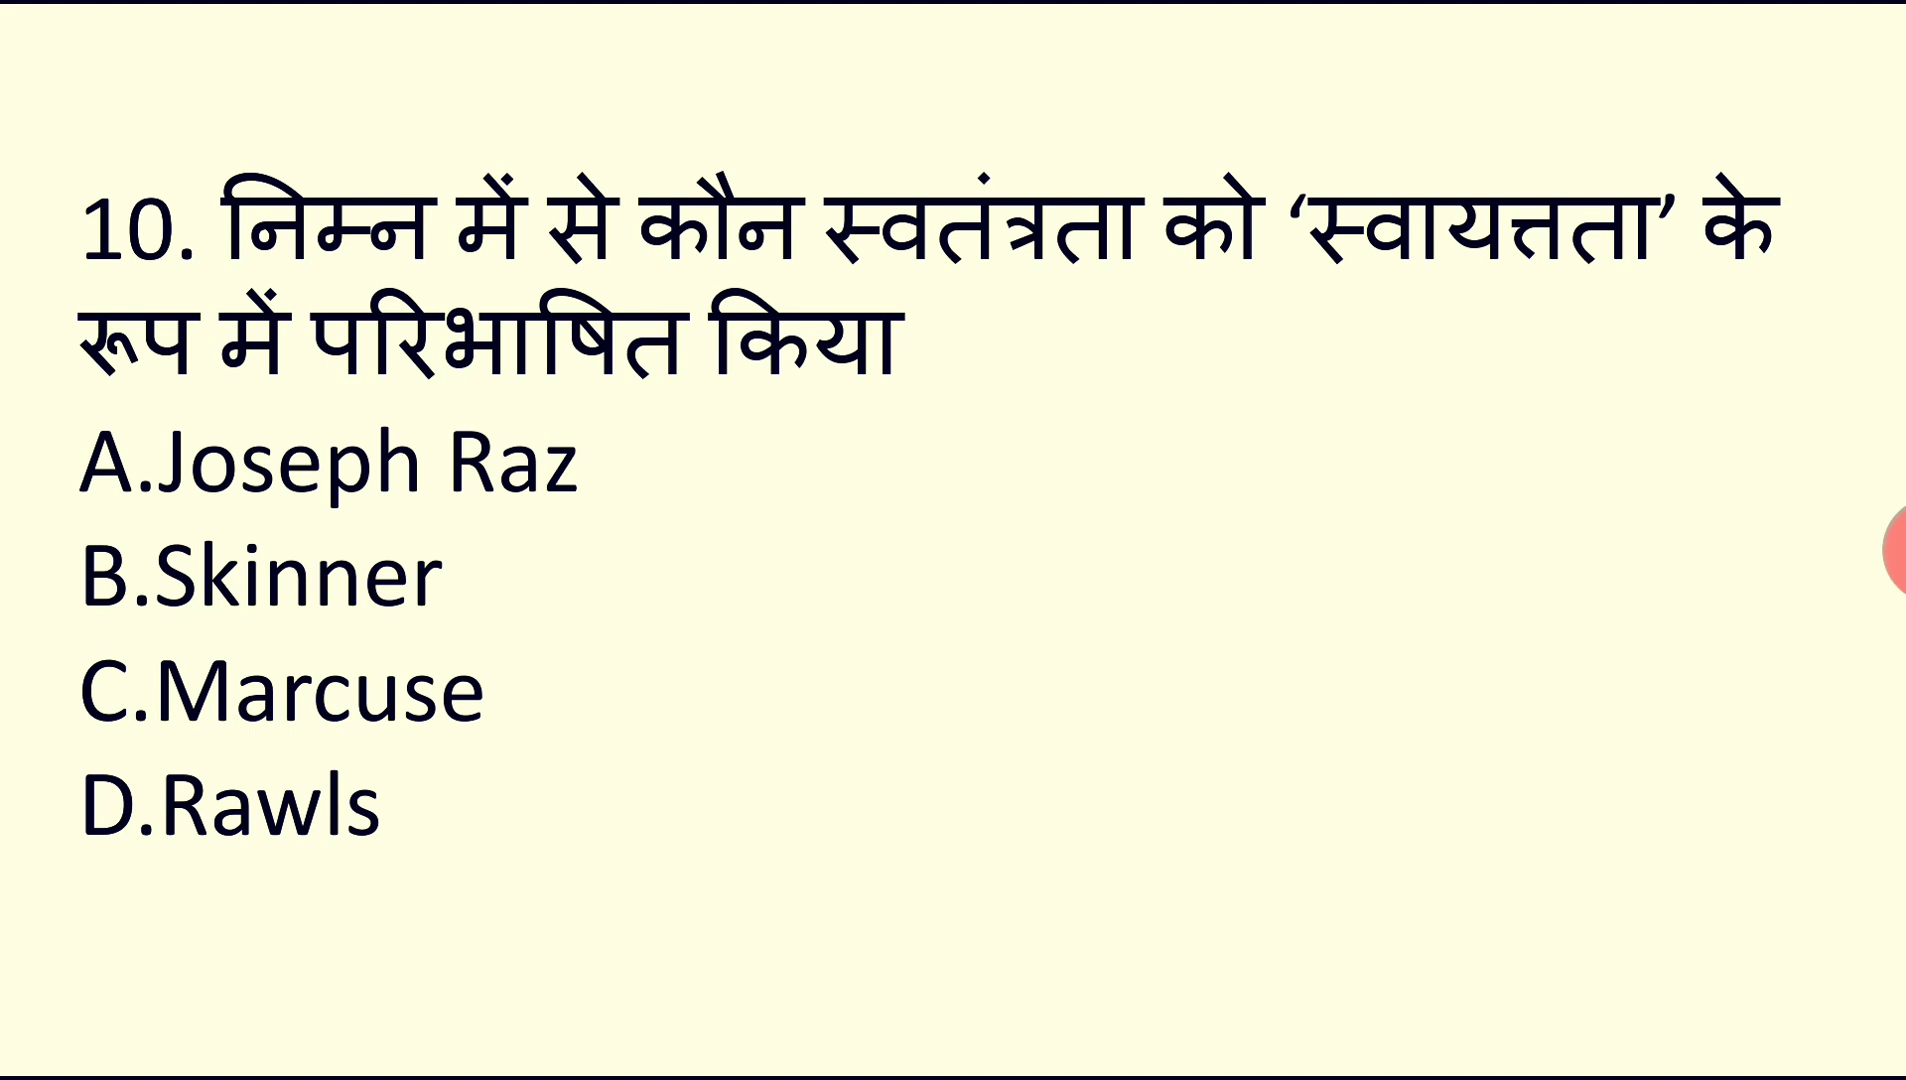 10. निम्न में से कौन स्वतंत्रता को ‘स्वायत्तता’ के
रूप में परिभाषित किया
A.Joseph Raz
B.Skinner
C.Marcuse
D.Rawls